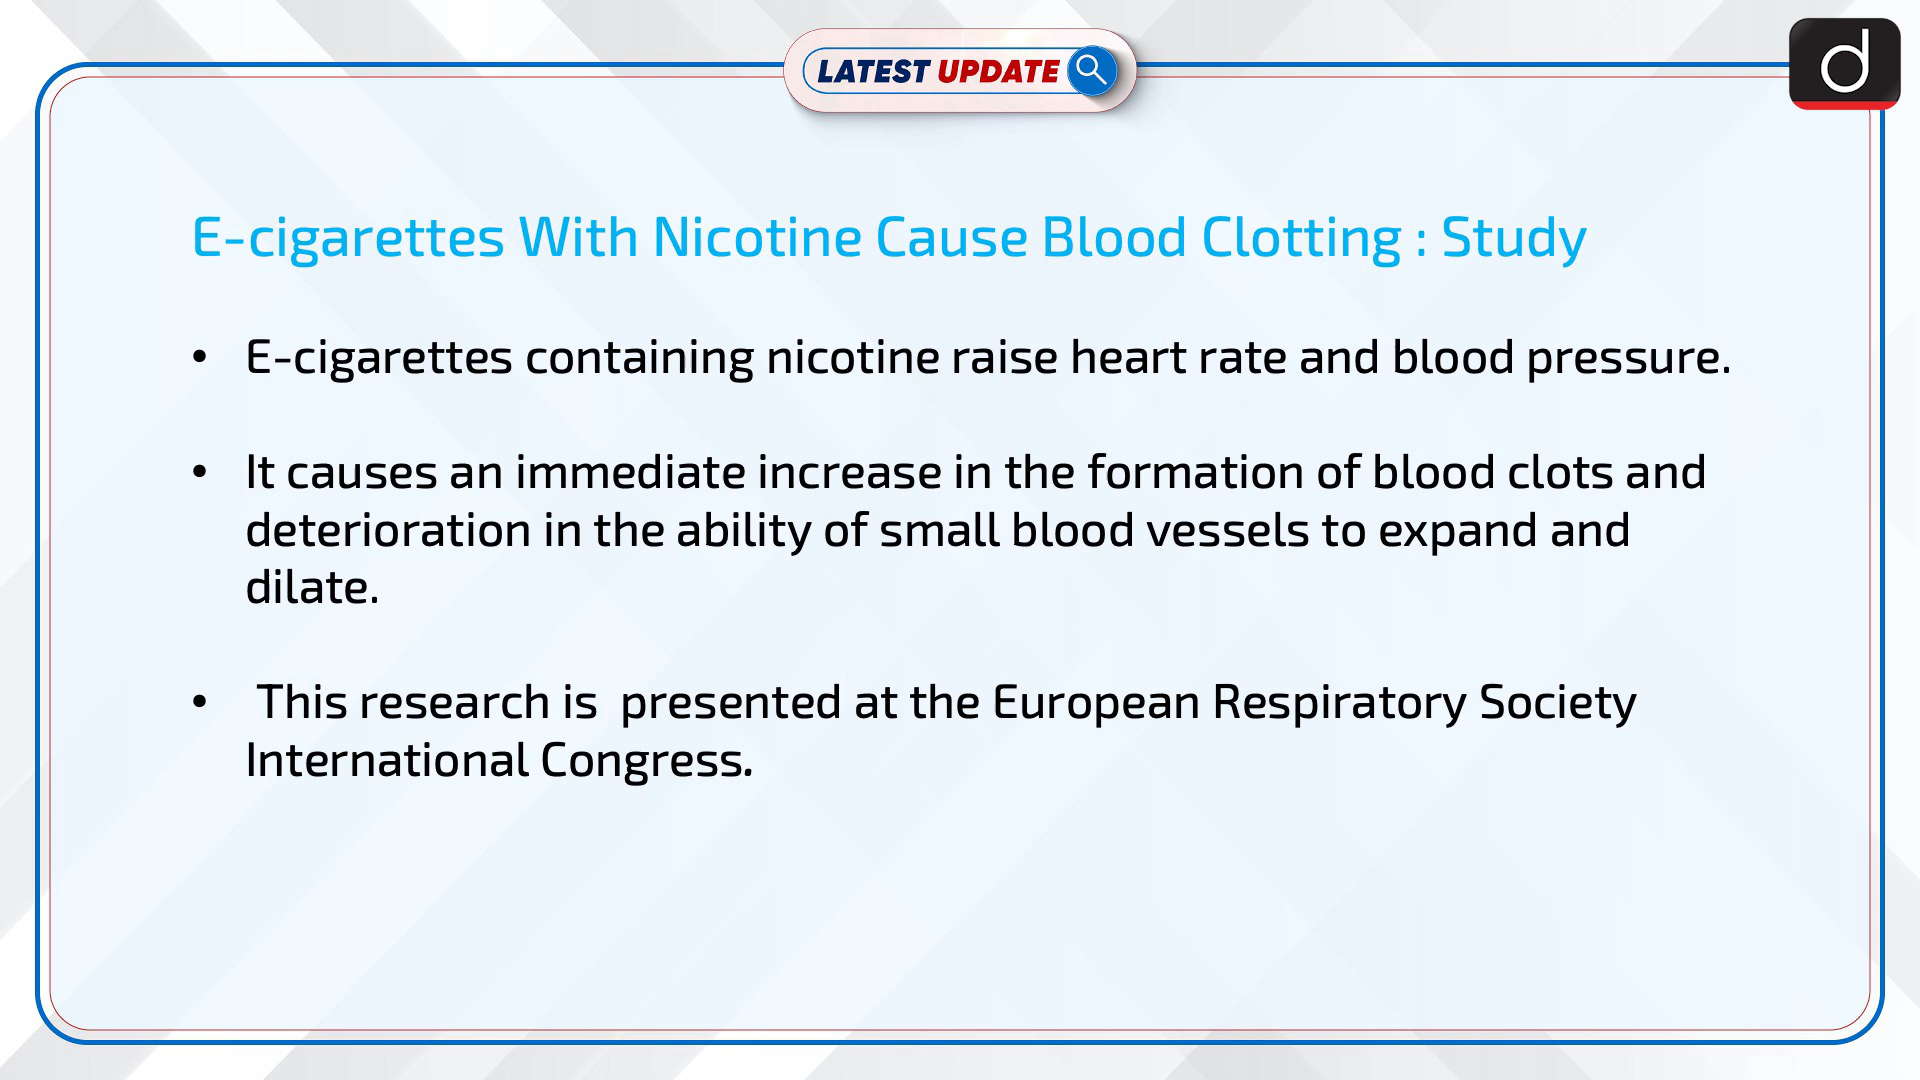 LATEST UPDATE
d
E-cigarettes With Nicotine Cause Blood Clotting : Study
• E-cigarettes containing nicotine raise heart rate and blood pressure.
• It causes an immediate increase in the formation of blood clots and
deterioration in the ability of small blood vessels to expand and
dilate.
• This research is  presented at the European Respiratory Society
International Congress.